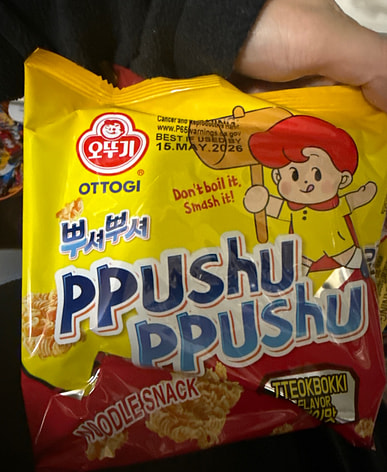 Cancer and Reproductive Harm
www.P65warnings.ca.gov
BEST IF USED BY
15.MAY.2026
오뚜기
OTTOGI
®
Don't boil it,
Smash it!
뿌셔뿌셔
PPUSHU
PPUSHU
NOODLE SNACK
TTEOKBOKKI
FLAVOR